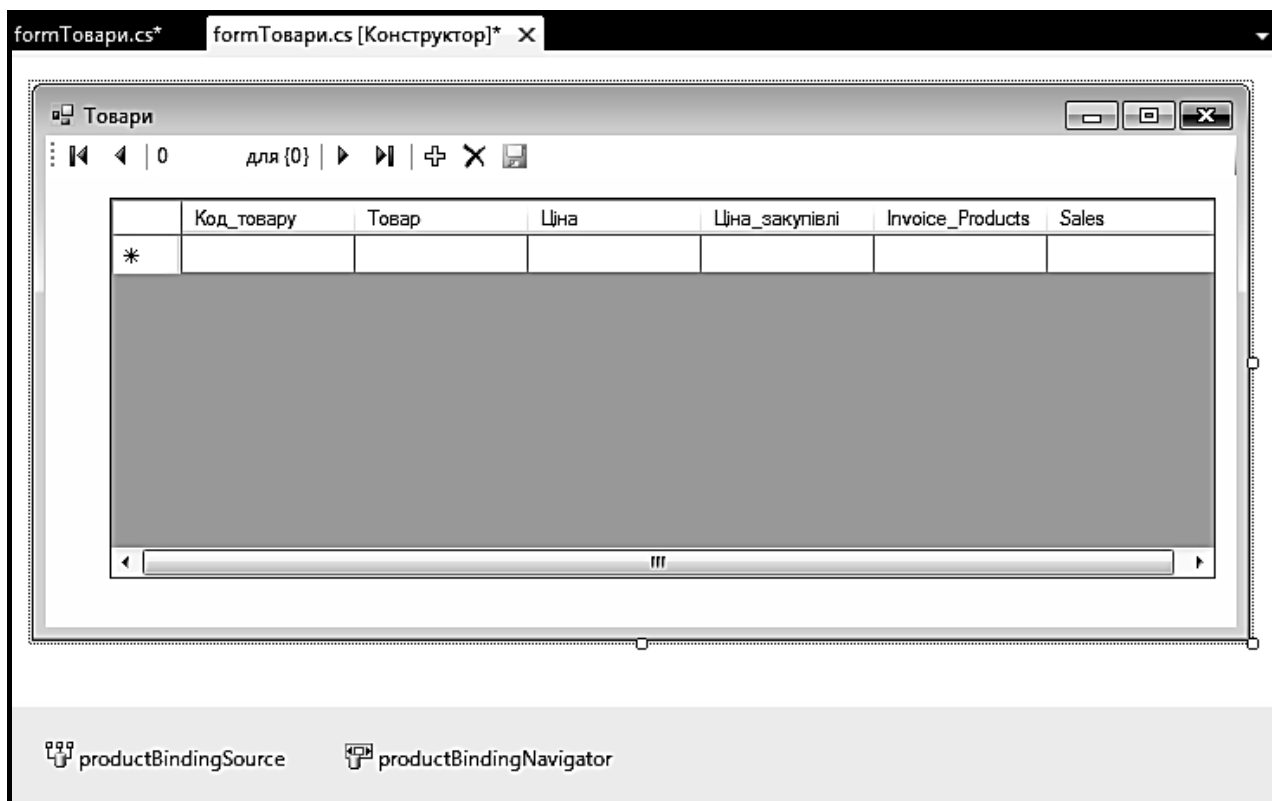 formТовари.cs* formТовари.cs [Конструктор]*
Товари
0 для {0}
Код_товару Товар Ціна Ціна_закупівлі Invoice_Products Sales
productBindingSource productBindingNavigator